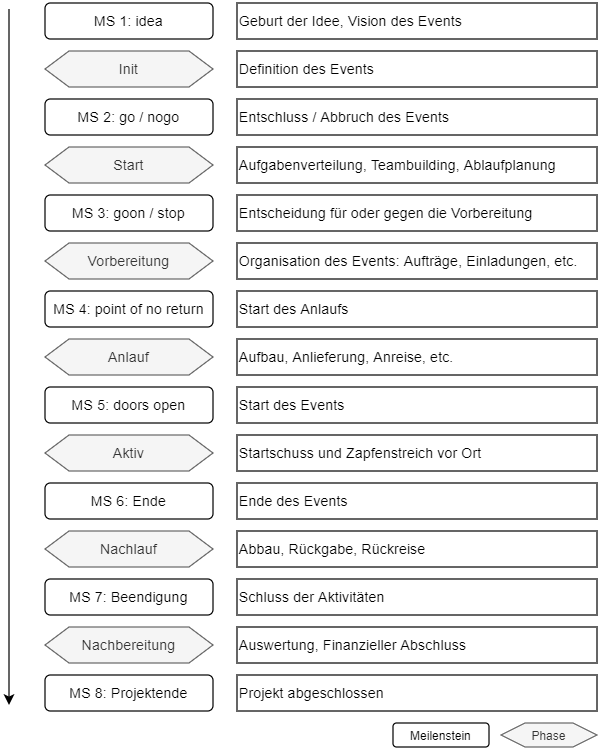 MS 1: idea
Geburt der Idee, Vision des Events
Init
Definition des Events
MS 2: go / nogo
Entschluss / Abbruch des Events
Start
Aufgabenverteilung, Teambuilding, Ablaufplanung
MS 3: goon / stop
Entscheidung für oder gegen die Vorbereitung
Vorbereitung
Organisation des Events: Aufträge, Einladungen, etc.
MS 4: point of no return
Start des Anlaufs
Anlauf
Aufbau, Anlieferung, Anreise, etc.
MS 5: doors open
Start des Events
Aktiv
Startschuss und Zapfenstreich vor Ort
MS 6: Ende
Ende des Events
Nachlauf
Abbau, Rückgabe, Rückreise
MS 7: Beendigung
Schluss der Aktivitäten
Nachbereitung
Auswertung, Finanzieller Abschluss
MS 8: Projektende
Projekt abgeschlossen
Meilenstein
Phase